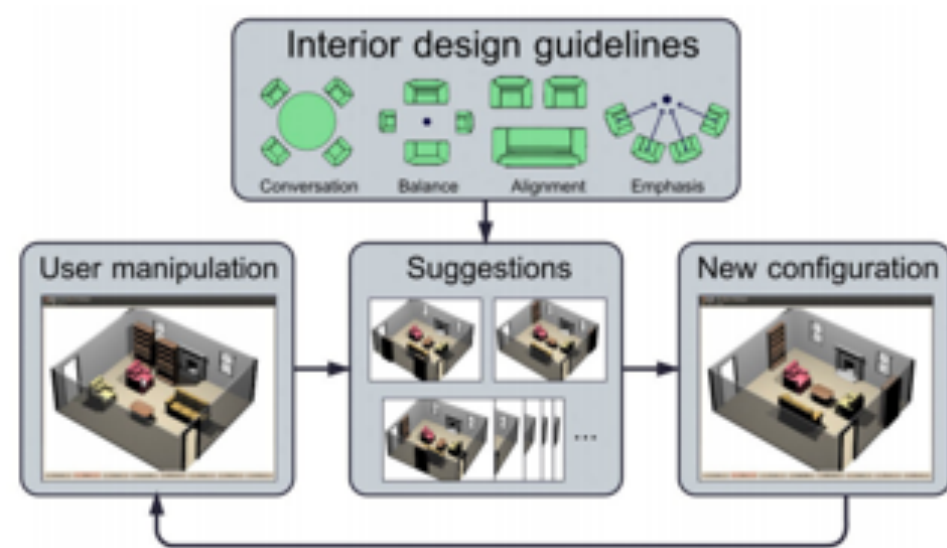 Interior design guidelines
Conversation
Balance
Alignment
Emphasis
User manipulation
Suggestions
New configuration
...